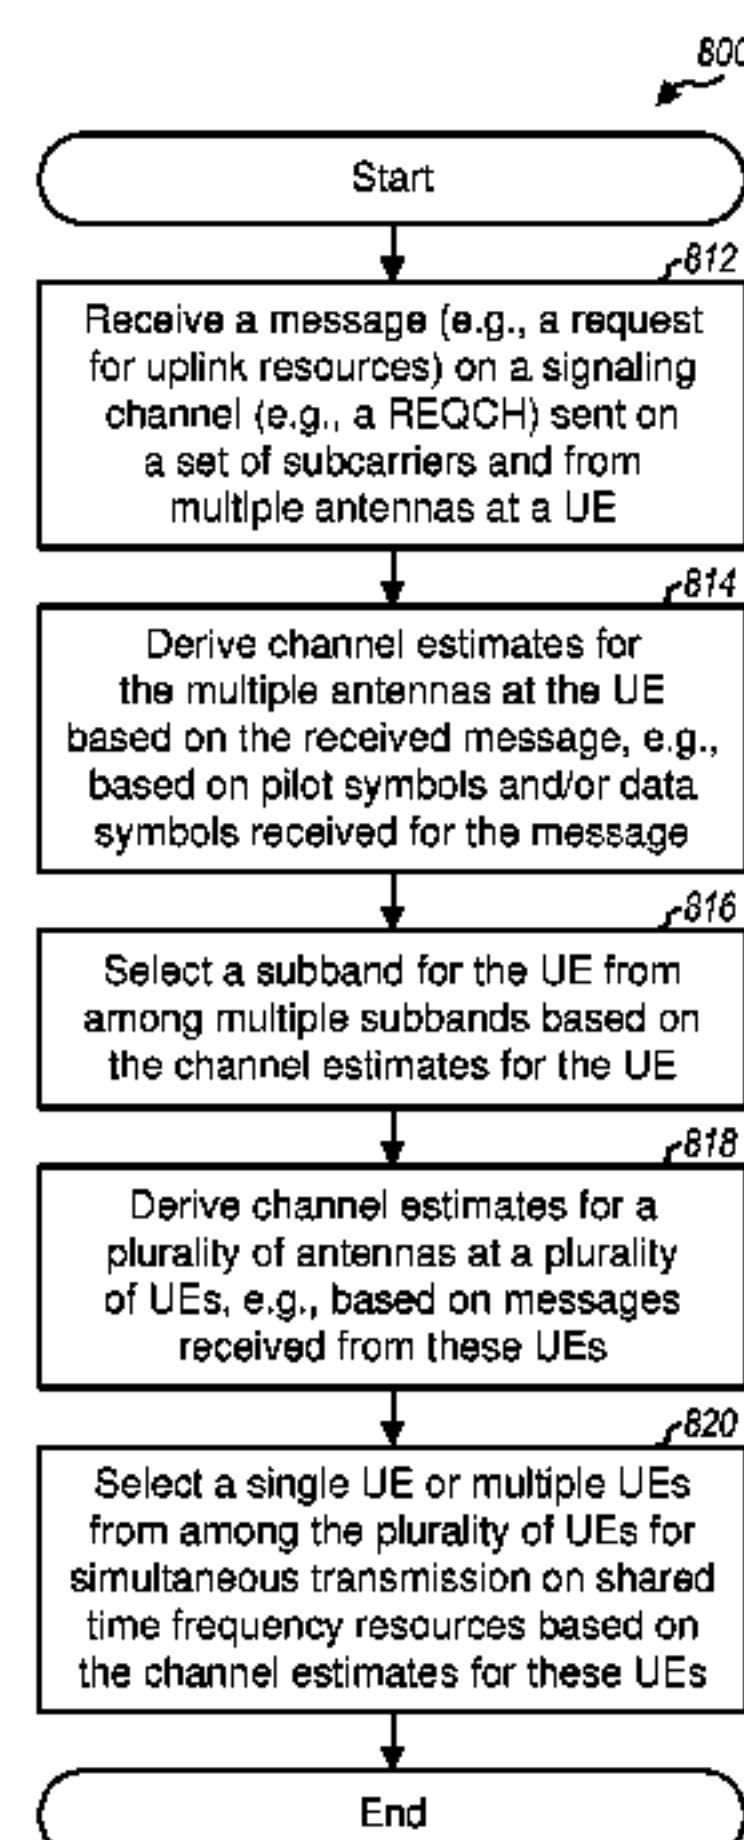 800
Start
812
Receive a message (e.g., a request
for uplink resources) on a signaling
channel (e.g., a REQCH) sent on
a set of subcarriers and from
multiple antennas at a UE
814
Derive channel estimates for
the multiple antennas at the UE
based on the received message, e.g.,
based on pilot symbols and/or data
symbols received for the message
816
Select a subband for the UE from
among multiple subbands based on
the channel estimates for the UE
818
Derive channel estimates for a
plurality of antennas at a plurality
of UEs, e.g., based on messages
received from these UEs
820
Select a single UE or multiple UEs
from among the plurality of UEs for
simultaneous transmission on shared
time frequency resources based on
the channel estimates for these UEs
End